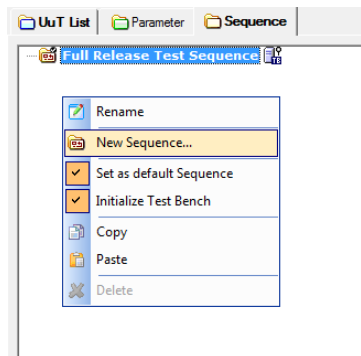 UuT List Parameter Sequence
Full Release Test Sequence TB
Rename
New Sequence...
Set as default Sequence
Initialize Test Bench
Copy
Paste
Delete